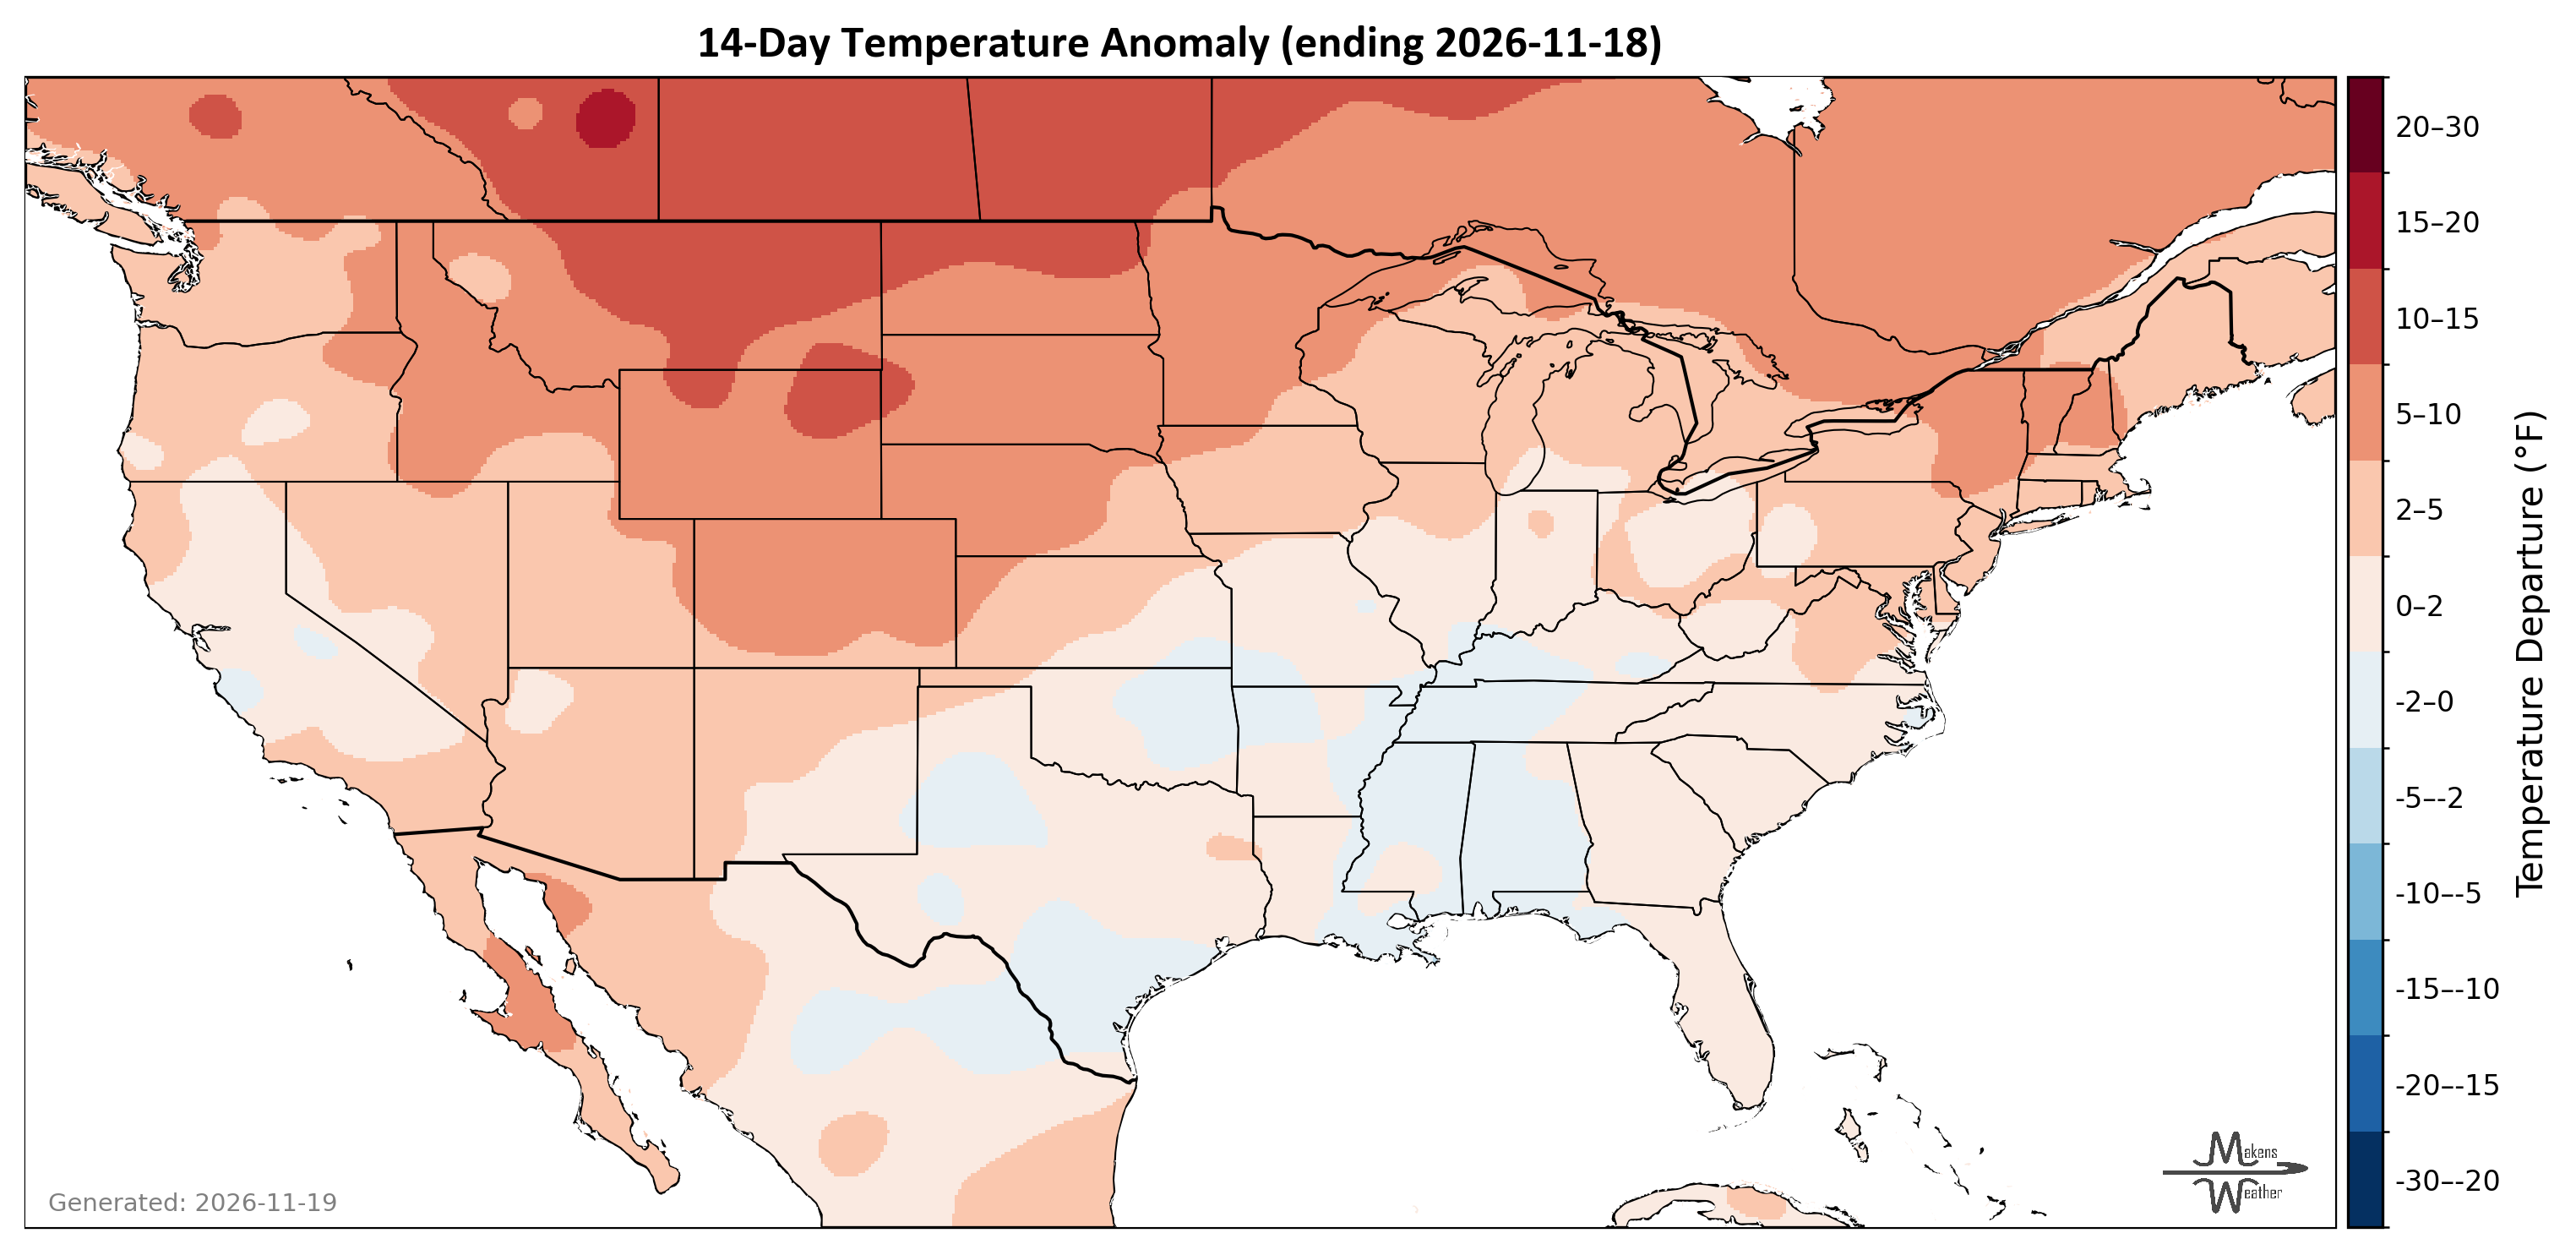 14-Day Temperature Anomaly (ending 2026-11-18)
20–30
15–20
10–15
5–10
2–5
0–2
-2–0
-5–-2
-10–-5
-15–-10
-20–-15
-30–-20
Temperature Departure (°F)
Generated: 2026-11-19
Makens
Weather